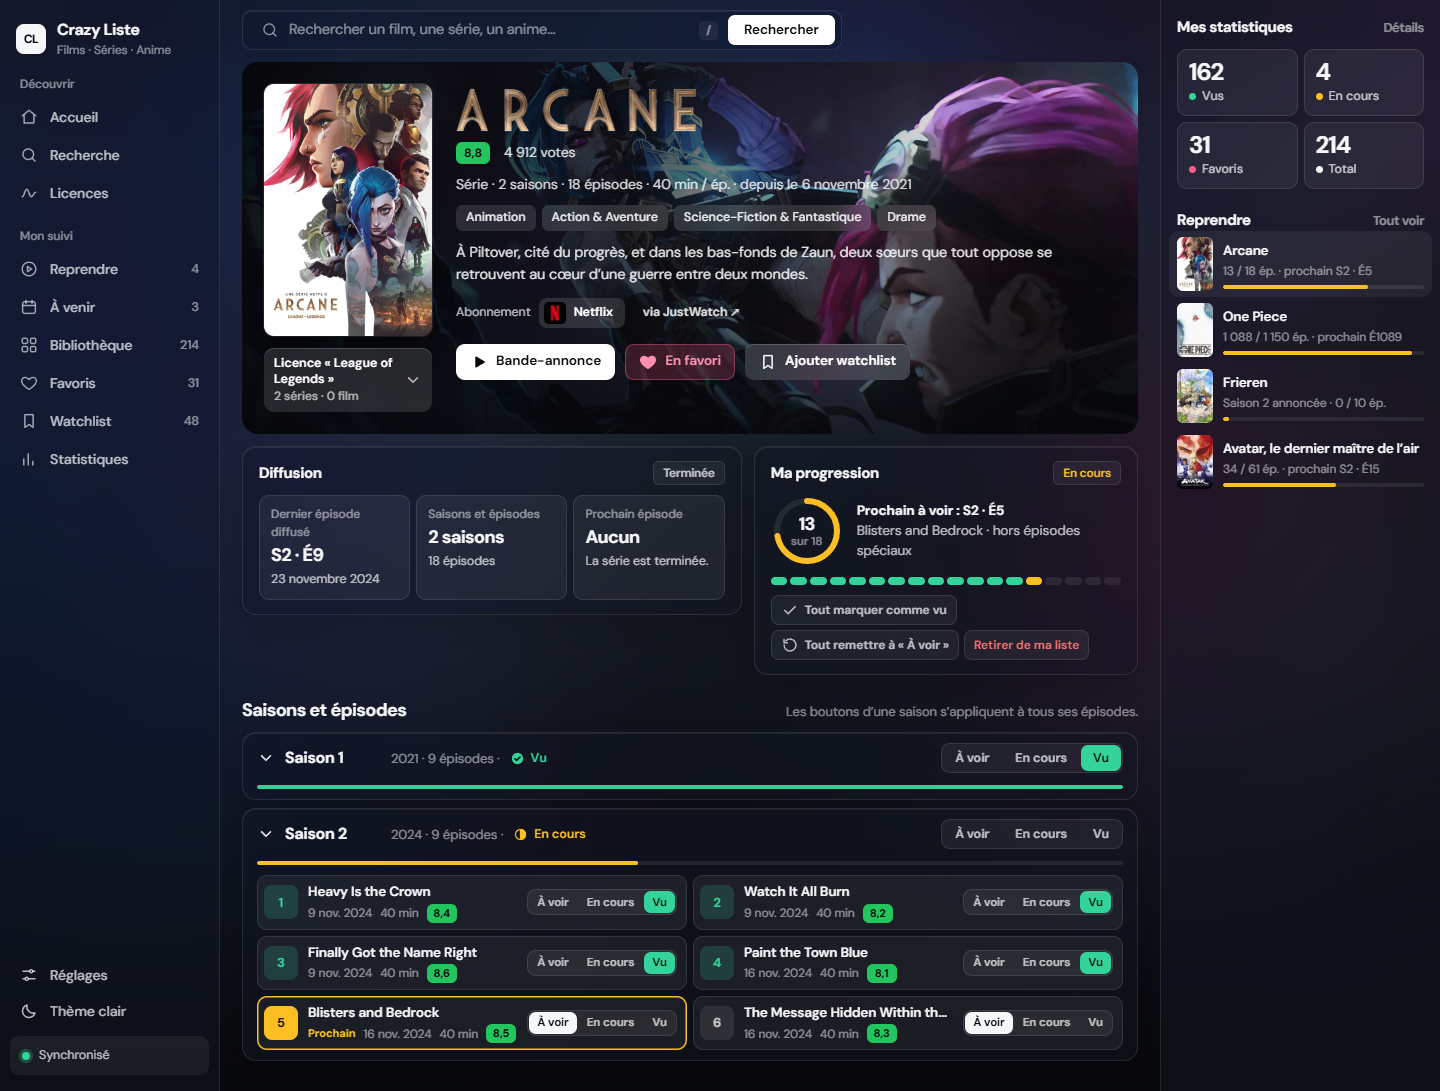 CL
Crazy Liste
Films · Séries · Anime
Découvrir
Accueil
Recherche
Licences
Mon suivi
Reprendre 4
À venir 3
Bibliothèque 214
Favoris 31
Watchlist 48
Statistiques
Réglages
Thème clair
Synchronisé
Rechercher un film, une série, un anime... /
Rechercher
UNE SÉRIE NETFLIX
ARCANE
LEAGUE OF LEGENDS
Licence « League of
Legends »
2 séries · 0 film
ARCANE
8,8 4 912 votes
Série · 2 saisons · 18 épisodes · 40 min / ép. · depuis le 6 novembre 2021
Animation Action & Aventure Science-Fiction & Fantastique Drame
À Piltover, cité du progrès, et dans les bas-fonds de Zaun, deux sœurs que tout oppose se
retrouvent au cœur d’une guerre entre deux mondes.
Abonnement N Netflix via JustWatch ↗
Bande-annonce En favori Ajouter watchlist
Diffusion Terminée
Dernier épisode
diffusé
S2 · É9
23 novembre 2024
Saisons et épisodes
2 saisons
18 épisodes
Prochain épisode
Aucun
La série est terminée.
Ma progression En cours
13
sur 18
Prochain à voir : S2 · É5
Blisters and Bedrock · hors épisodes
spéciaux
Tout marquer comme vu
Tout remettre à « À voir » Retirer de ma liste
Saisons et épisodes Les boutons d’une saison s’appliquent à tous ses épisodes.
Saison 1 2021 · 9 épisodes · Vu À voir En cours Vu
Saison 2 2024 · 9 épisodes · En cours À voir En cours Vu
1 Heavy Is the Crown
9 nov. 2024 40 min 8,4 À voir En cours Vu
2 Watch It All Burn
9 nov. 2024 40 min 8,2 À voir En cours Vu
3 Finally Got the Name Right
9 nov. 2024 40 min 8,6 À voir En cours Vu
4 Paint the Town Blue
16 nov. 2024 40 min 8,1 À voir En cours Vu
5 Blisters and Bedrock
Prochain 16 nov. 2024 40 min 8,5 À voir En cours Vu
6 The Message Hidden Within th...
16 nov. 2024 40 min 8,3 À voir En cours Vu
Mes statistiques Détails
162
Vus
4
En cours
31
Favoris
214
Total
Reprendre Tout voir
Arcane
13 / 18 ép. · prochain S2 · É5
One Piece
1 088 / 1 150 ép. · prochain É1089
Frieren
Saison 2 annoncée · 0 / 10 ép.
Avatar, le dernier maître de l’air
34 / 61 ép. · prochain S2 · É15